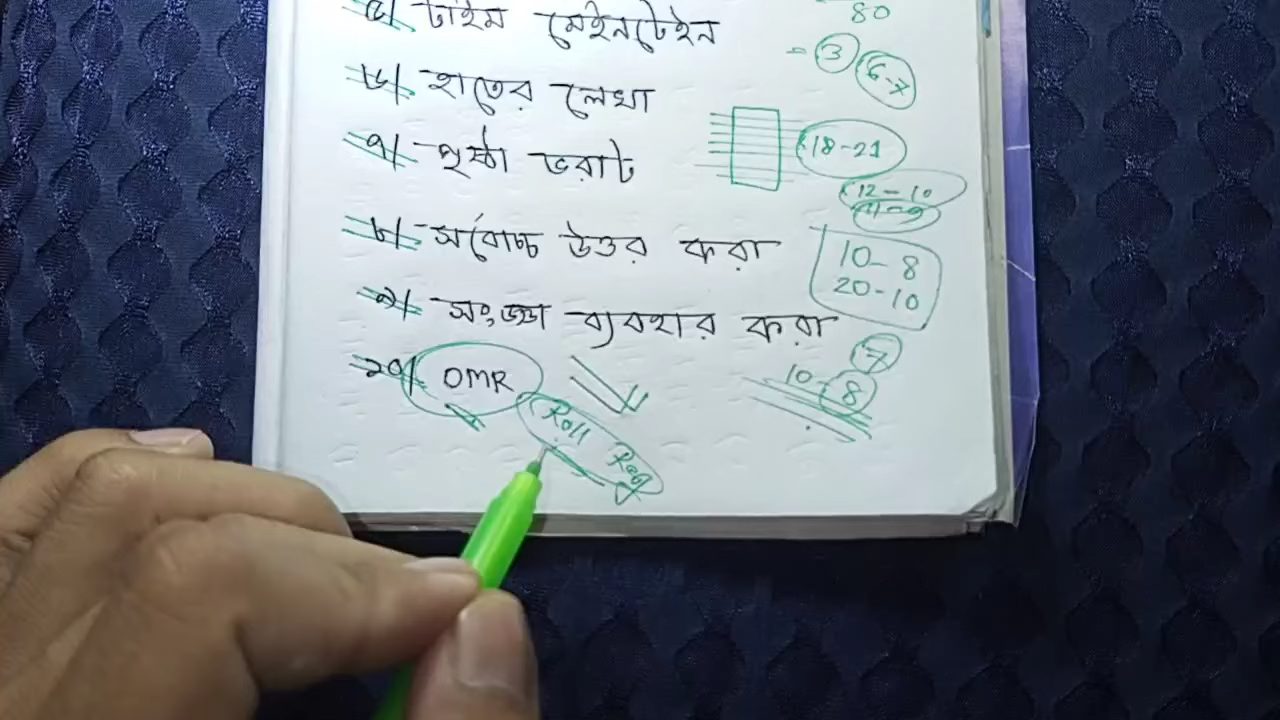 ৫/ টাইম মেইনটেইন
80
= 3 6-7
৬/ হাতের লেখা
৭/ পৃষ্ঠা ভরাট
18-21
12 - 10
৮/ সর্বোচ্চ উত্তর করা
10 - 8
20 - 10
৯/ সংজ্ঞা ব্যবহার করা
7
১০/ OMR
10 - 8
Roll Reg